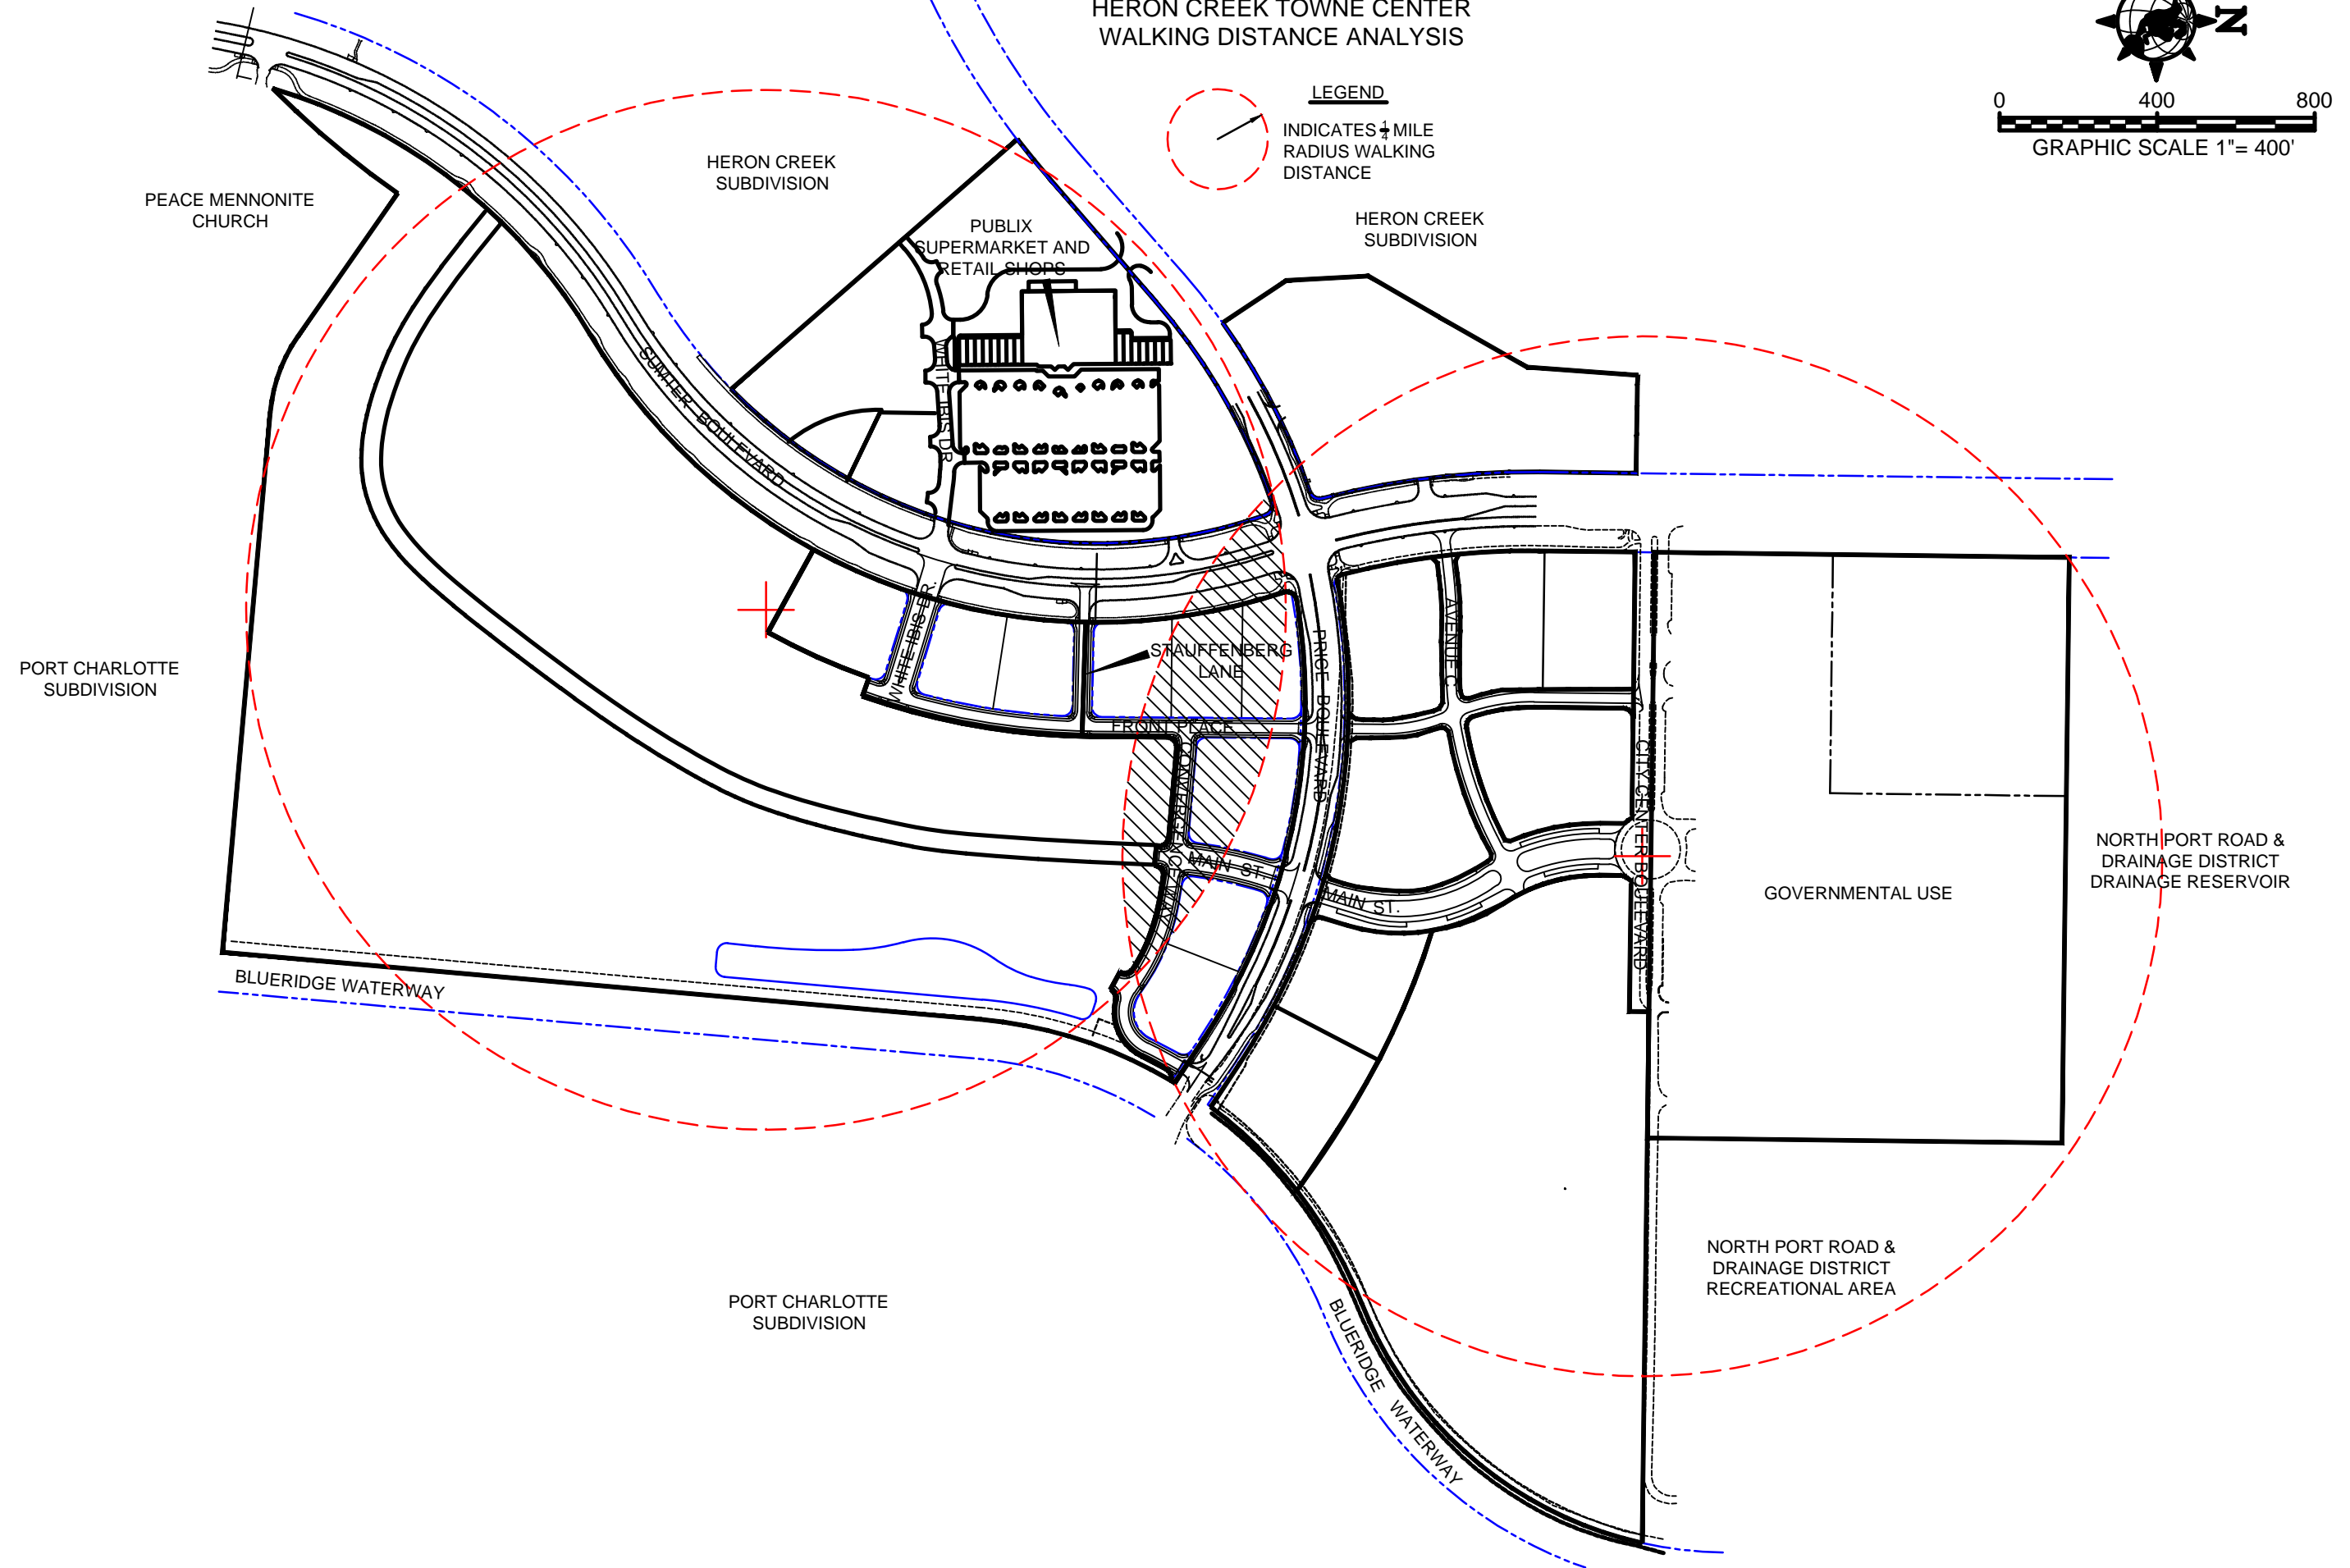 HERON CREEK TOWNE CENTER
WALKING DISTANCE ANALYSIS
N
LEGEND
INDICATES 1/4 MILE
RADIUS WALKING
DISTANCE
0 400 800
GRAPHIC SCALE 1"= 400'
HERON CREEK
SUBDIVISION
PEACE MENNONITE
CHURCH
PUBLIX
SUPERMARKET AND
RETAIL SHOPS
HERON CREEK
SUBDIVISION
WHITE IBIS DR
SUMTER BOULEVARD
PORT CHARLOTTE
SUBDIVISION
WHITE IBIS DR.
STAUFFENBERG
LANE
PRICE BOULEVARD
AVENUE C
FRONT PLACE
CONVERGENCE WAY
CITY CENTER BOULEVARD
MAIN ST.
MAIN ST.
GOVERNMENTAL USE
NORTH PORT ROAD &
DRAINAGE DISTRICT
DRAINAGE RESERVOIR
BLUERIDGE WATERWAY
NORTH PORT ROAD &
DRAINAGE DISTRICT
RECREATIONAL AREA
PORT CHARLOTTE
SUBDIVISION
BLUERIDGE WATERWAY